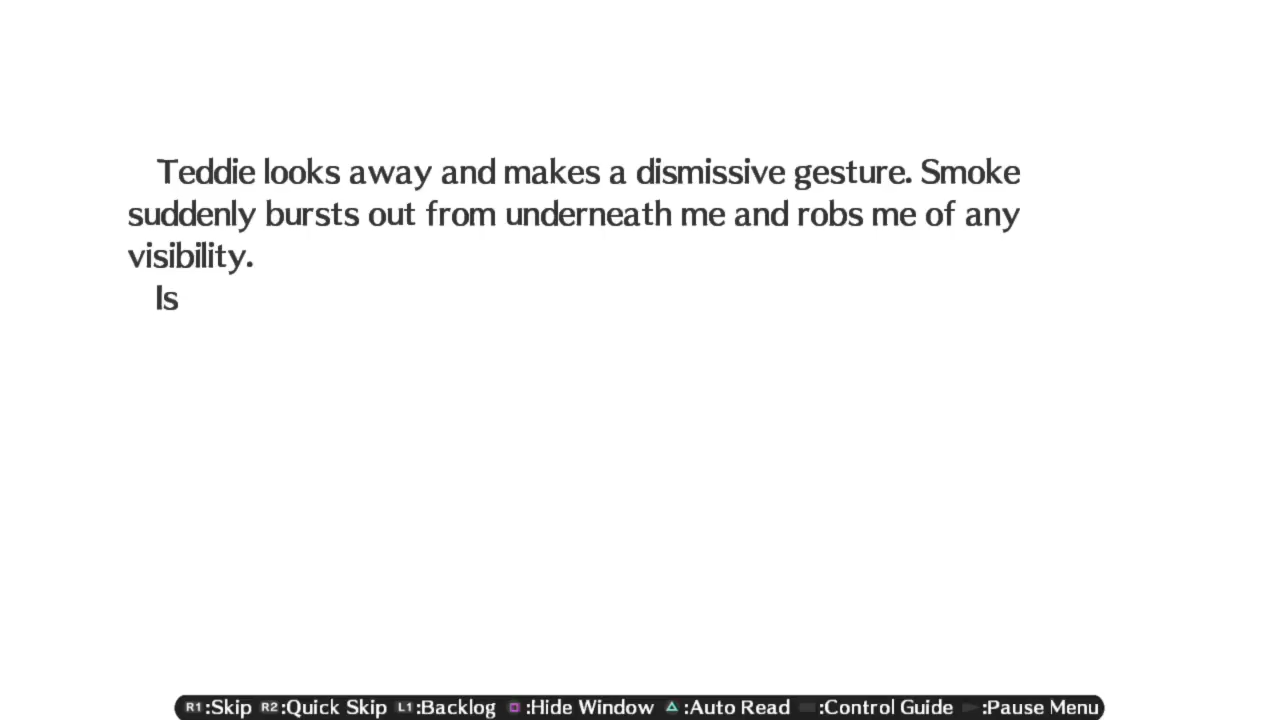 Teddie looks away and makes a dismissive gesture. Smoke
suddenly bursts out from underneath me and robs me of any
visibility.
Is
R1:Skip R2:Quick Skip L1:Backlog :Hide Window :Auto Read :Control Guide :Pause Menu